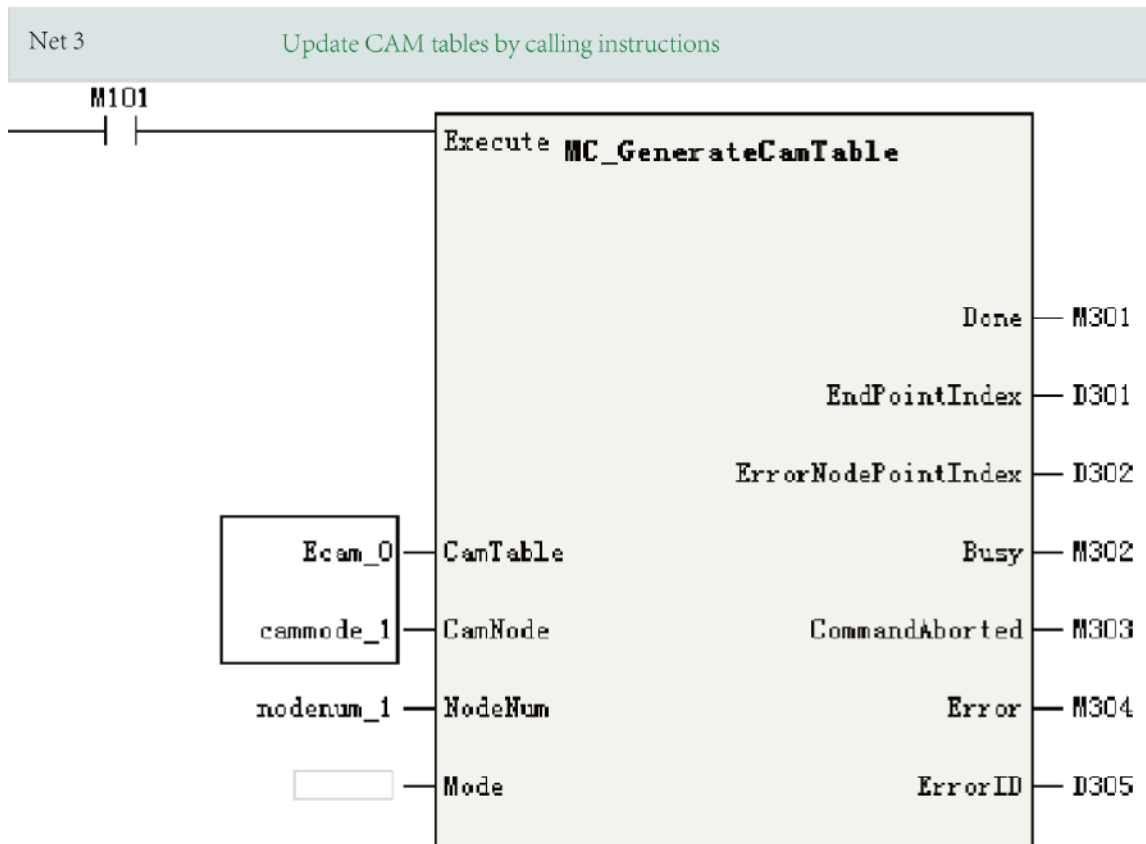 Net 3 Update CAM tables by calling instructions
M101
Execute MC_GenerateCamTable
Done M301
EndPointIndex D301
ErrorNodePointIndex D302
Ecam_0 CamTable Busy M302
cammode_1 CamNode CommandAborted M303
nodenum_1 NodeNum Error M304
Mode ErrorID D305